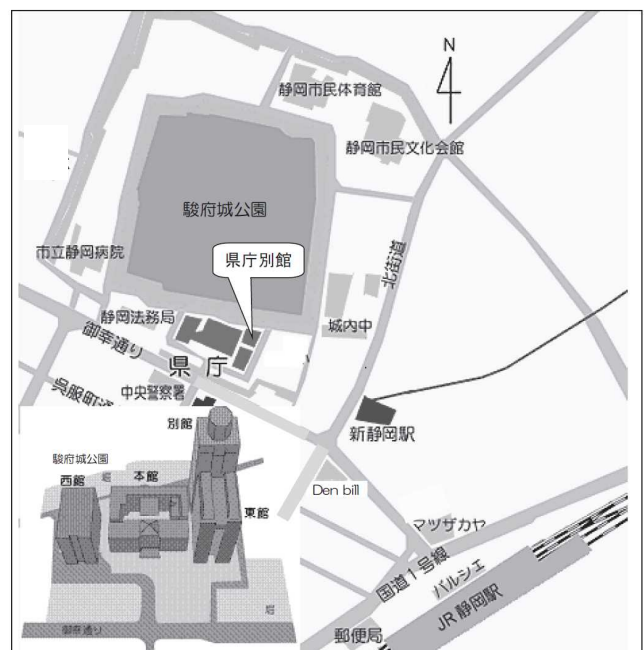 N
静岡市民体育館
静岡市民文化会館
駿府城公園
北街道
市立静岡病院
県庁別館
静岡法務局
城内中
御幸通り
県庁
中央警察署
呉服町通
新静岡駅
別館
駿府城公園
堀
本館
西館
東館
Den bill
マツザカヤ
国道1号線
パルシェ
JR静岡駅
堀
御幸通り
郵便局